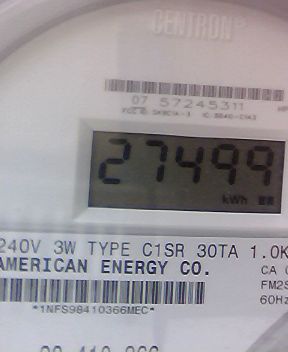 CENTRON®
07 57245311
27499
kWh
240V 3W TYPE C1SR 30TA 1.0K
AMERICAN ENERGY CO.
CA
FM2S
60Hz
*1NFS98410366MEC*